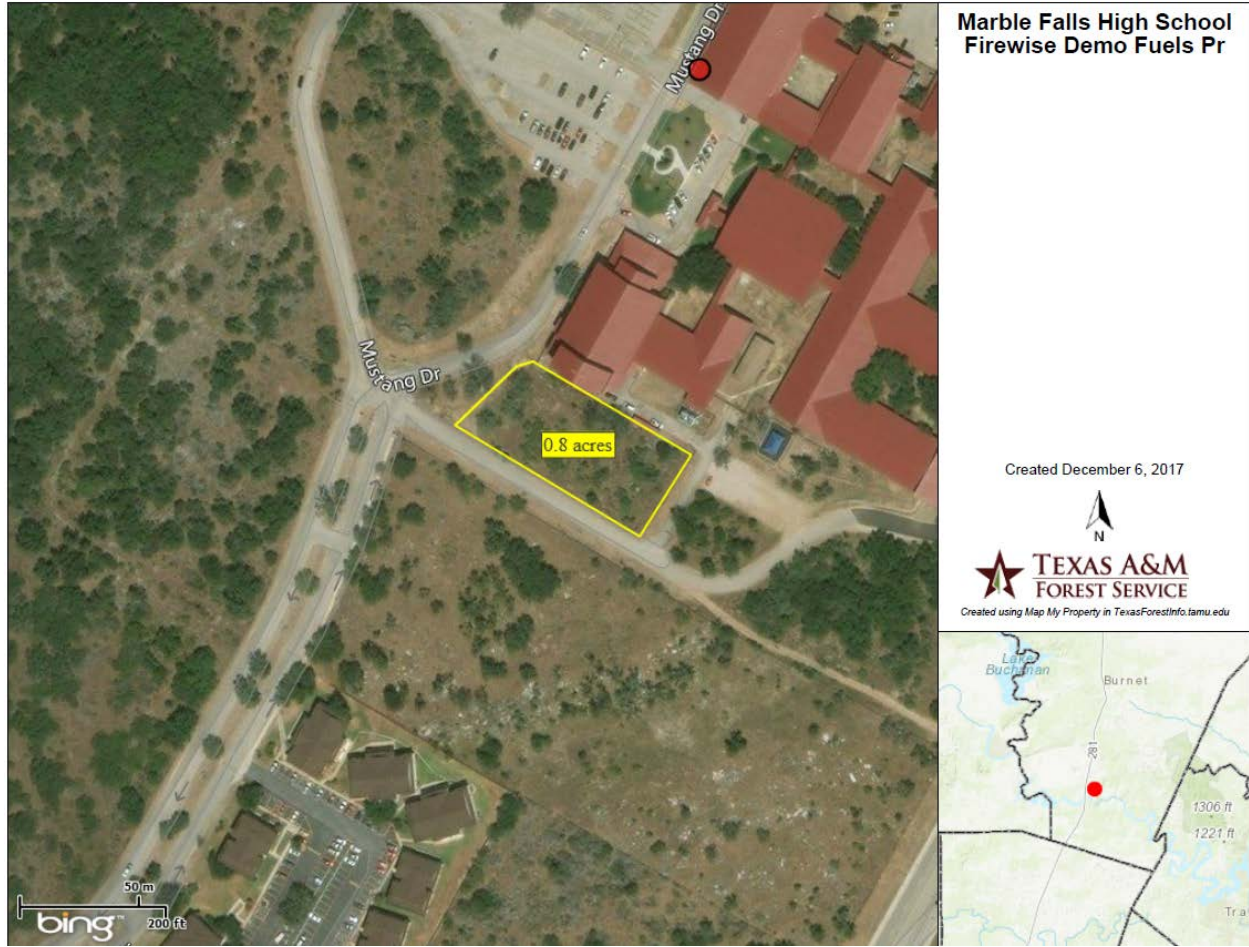 Marble Falls High School
Firewise Demo Fuels Pr
Mustang Dr
Mustang Dr
0.8 acres
50 m
200 ft
bing™
Created December 6, 2017
N
TEXAS A&M
FOREST SERVICE
Created using Map My Property in TexasForestInfo.tamu.edu
Lake
Buchanan
Burnet
281
1306 ft
1221 ft
Tra